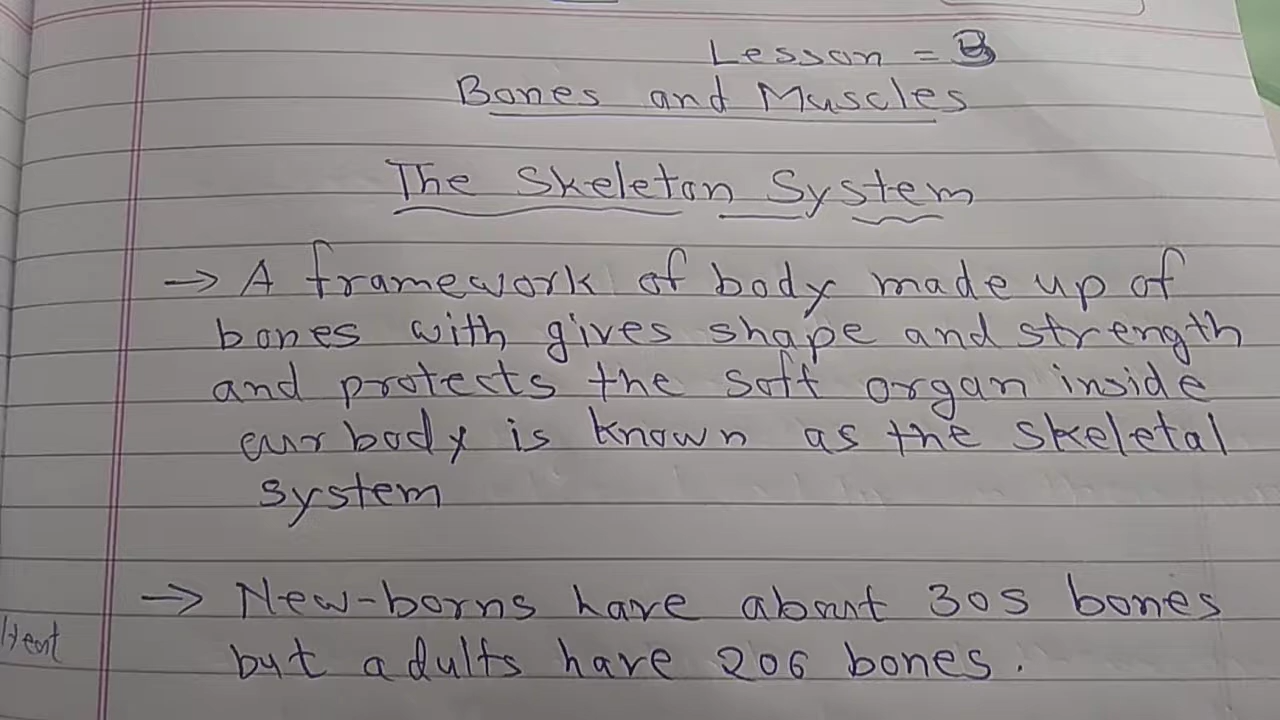 Lesson = 3
Bones and Muscles
The Skeleton System
→ A framework of body made up of
bones with gives shape and strength
and protects the soft organ inside
our body is known as the skeletal
system
→ New-borns have about 305 bones
but adults have 206 bones.